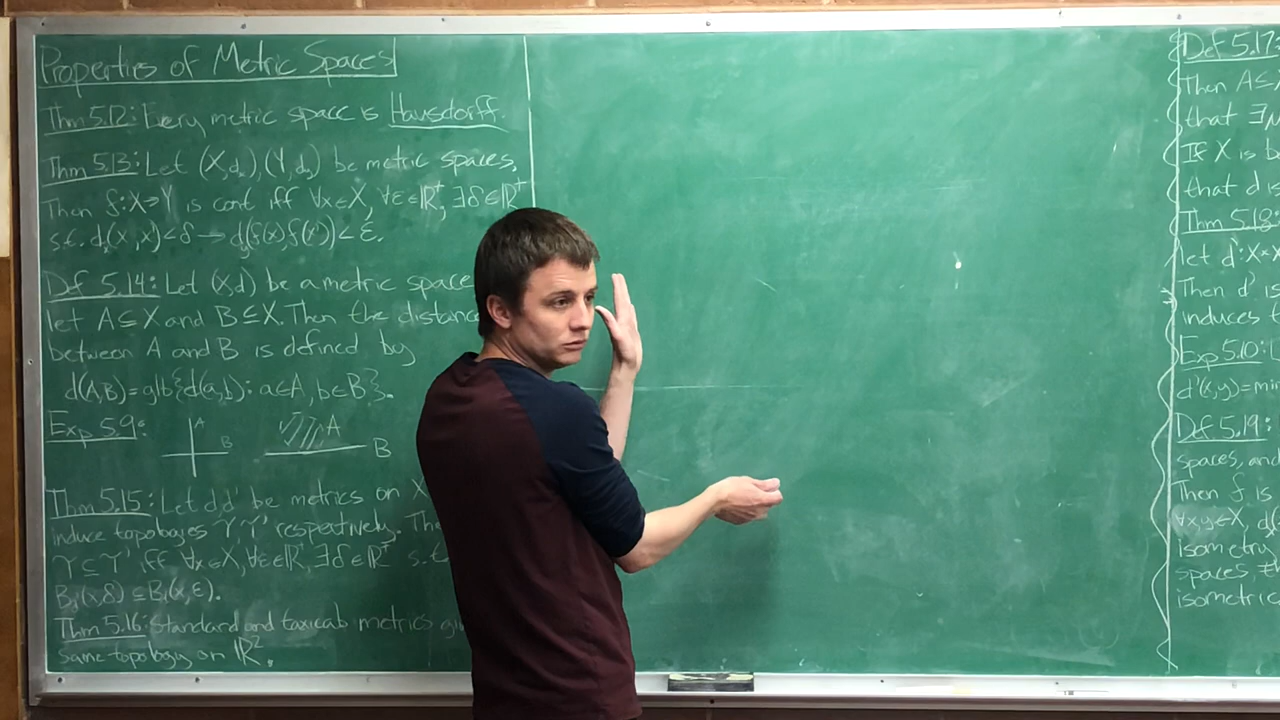 Properties of Metric Spaces
Thm 5.12: Every metric space is Hausdorff.
Thm 5.13: Let (X,dₓ),(Y,dᵧ) be metric spaces.
Then f:X→Y is cont iff ∀x∈X, ∀ε∈ℝ⁺, ∃δ∈ℝ⁺
s.t. dₓ(x,x')<δ → dᵧ(f(x),f(x'))<ε.
Def 5.14: Let (X,d) be a metric space
let A⊆X and B⊆X. Then the distance
between A and B is defined by
d(A,B)=glb{d(a,b): a∈A, b∈B}.
Exp 5.9:
A
B
A
B
Thm 5.15: Let d,d' be metrics on X
induce topologies 𝒯,𝒯' respectively. The
𝒯⊆𝒯' iff ∀x∈X, ∀ε∈ℝ⁺, ∃δ∈ℝ⁺ s.t.
B_d'(x,δ)⊆B_d(x,ε).
Thm 5.16: Standard and taxicab metrics
same topology on ℝ².
Def 5.17:
Then A⊆
that ∃
If X is b
that d is
Thm 5.18:
let d':X×X
Then d' is
induces t
Exp 5.10:
d'(x,y)=min
Def 5.19:
spaces, and
Then f is
∀x,y∈X, d(
isometry
spaces, th
isometric